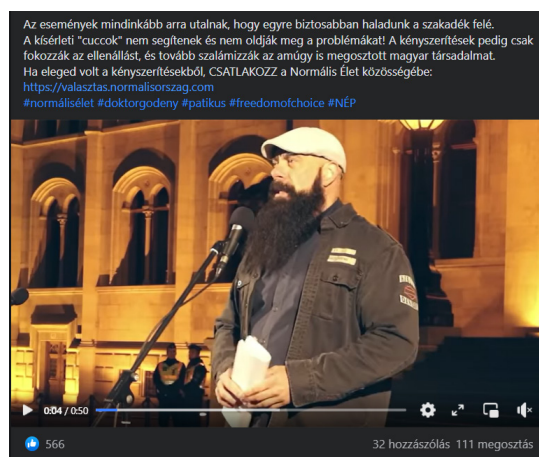 Az események mindinkább arra utalnak, hogy egyre biztosabban haladunk a szakadék felé.
A kísérleti "cuccok" nem segítenek és nem oldják meg a problémákat! A kényszerítések pedig csak
fokozzák az ellenállást, és tovább szalámizzák az amúgy is megosztott magyar társadalmat.
Ha eleged volt a kényszerítésekből, CSATLAKOZZ a Normális Élet közösségébe:
https://valasztas.normalisorszag.com
#normálisélet #doktorgodeny #patikus #freedomofchoice #NÉP
0:04 / 0:50
566
32 hozzászólás 111 megosztás